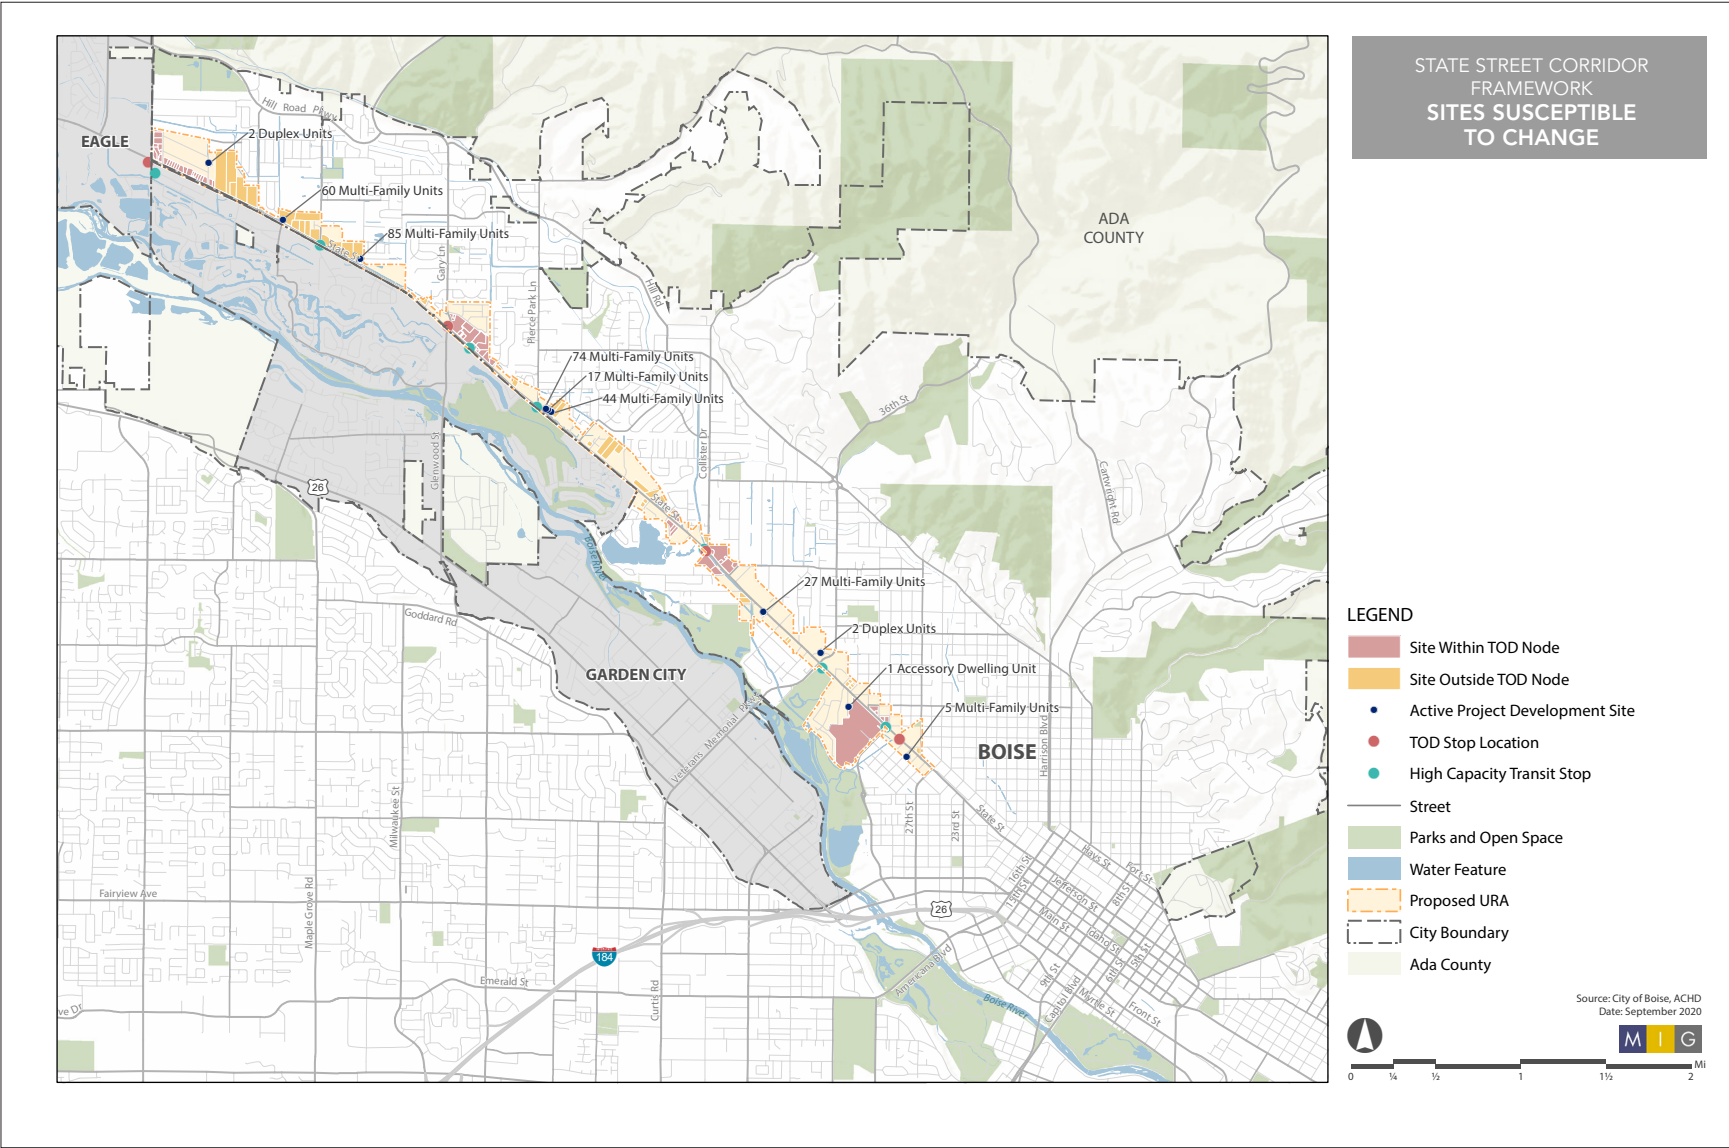 STATE STREET CORRIDOR
FRAMEWORK
SITES SUSCEPTIBLE
TO CHANGE
EAGLE
Hill Road Pkwy
2 Duplex Units
60 Multi-Family Units
85 Multi-Family Units
State St
Gary Ln
Pierce Park Ln
Hill Rd
ADA
COUNTY
74 Multi-Family Units
17 Multi-Family Units
44 Multi-Family Units
36th St
Collister Dr
Cartwright Rd
Glenwood St
26
State St
Boise River
27 Multi-Family Units
Goddard Rd
2 Duplex Units
GARDEN CITY
1 Accessory Dwelling Unit
5 Multi-Family Units
Veterans Memorial Pkwy
BOISE
Harrison Blvd
Milwaukee St
27th St
23rd St
State St
Hays St
Fort St
16th St
15th St
Jefferson St
8th St
Fairview Ave
Maple Grove Rd
26
Main St
Idaho St
184
Americana Blvd
9th St
6th St
5th St
Emerald St
Curtis Rd
Capitol Blvd
Myrtle St
Front St
Boise River
ve Dr
LEGEND
Site Within TOD Node
Site Outside TOD Node
Active Project Development Site
TOD Stop Location
High Capacity Transit Stop
Street
Parks and Open Space
Water Feature
Proposed URA
City Boundary
Ada County
Source: City of Boise, ACHD
Date: September 2020
M I G
0 ¼ ½ 1 1½ 2 Mi